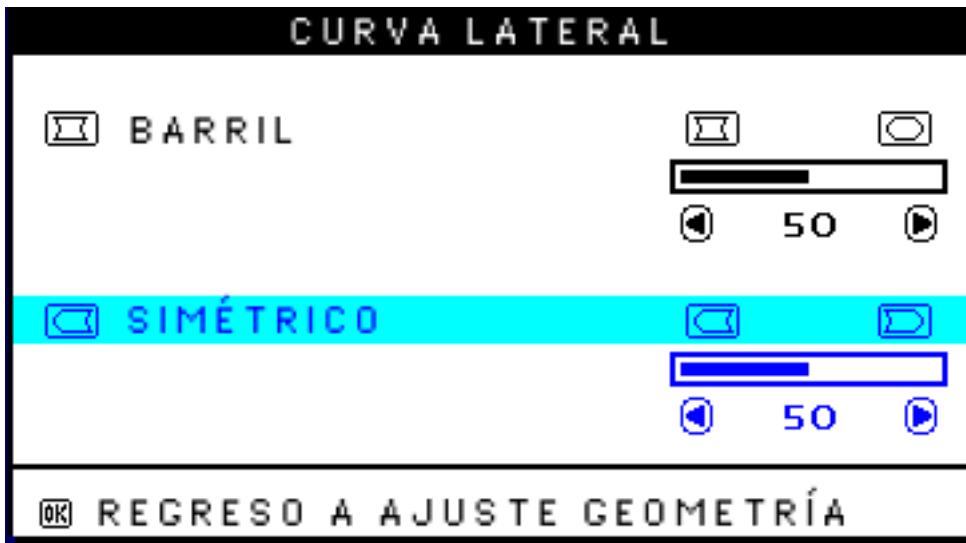 CURVA LATERAL
BARRIL
50
SIMÉTRICO
50
OK REGRESO A AJUSTE GEOMETRÍA